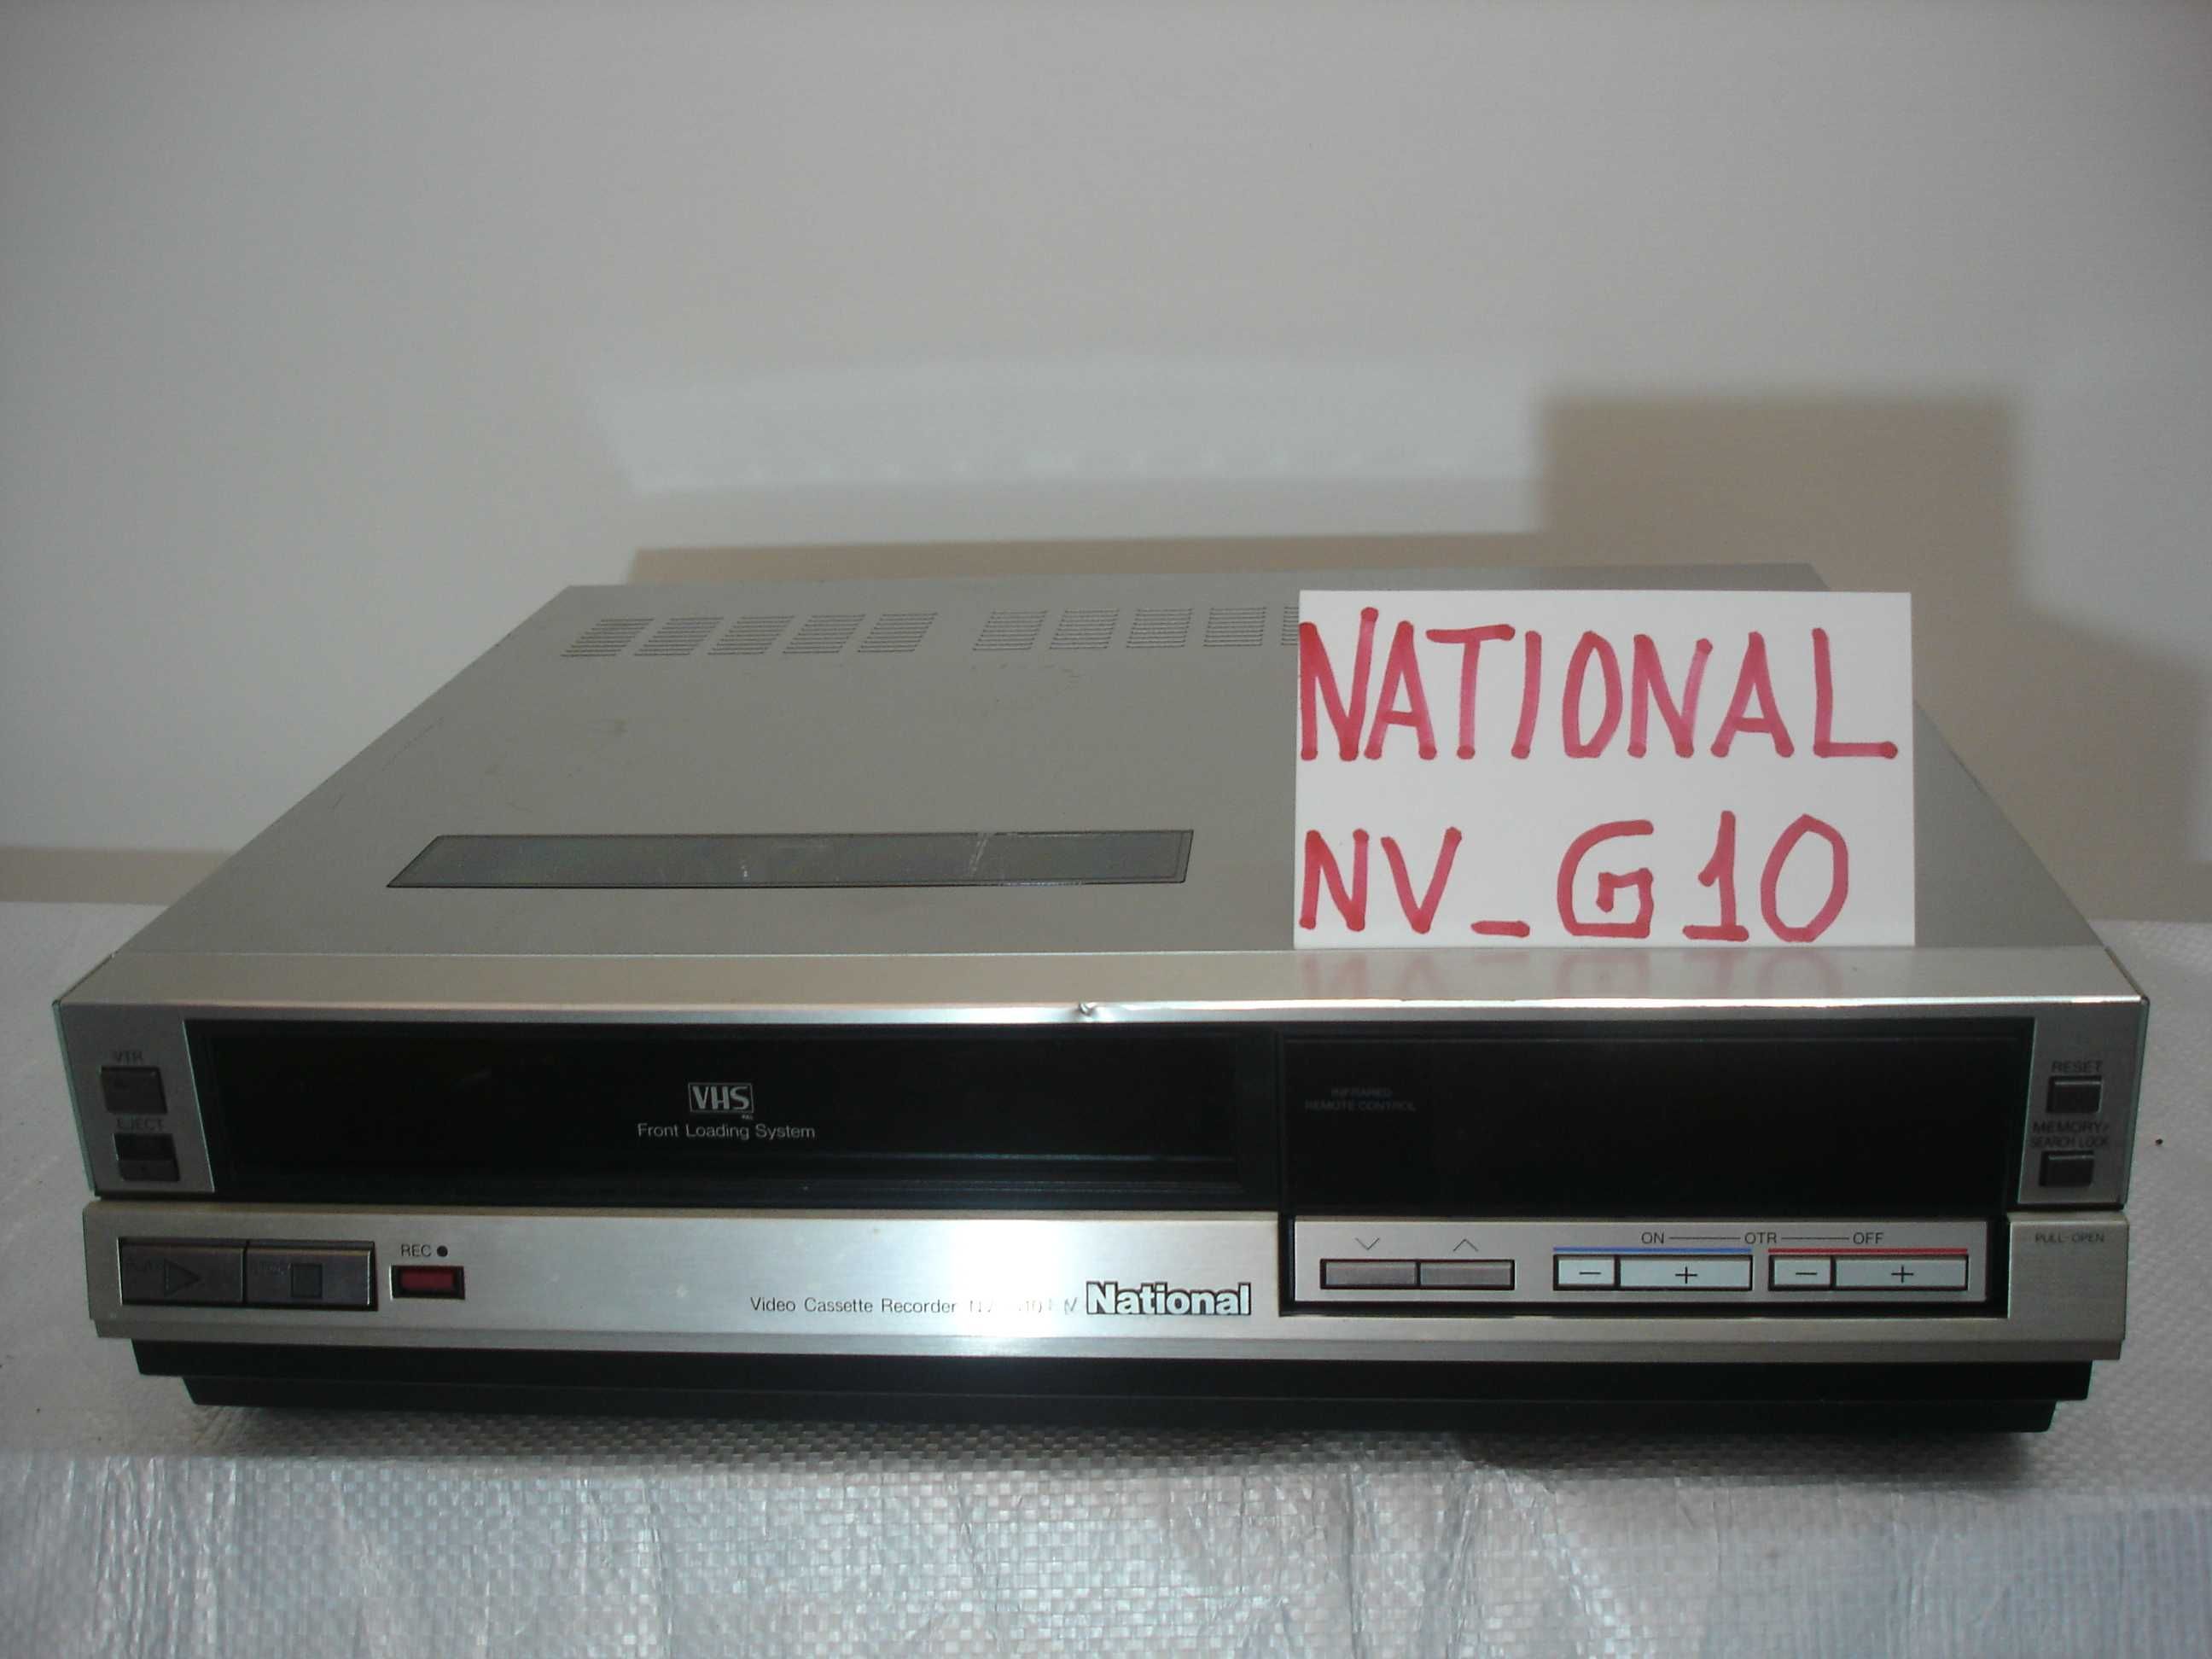 NATIONAL
NV_G10
VTR
EJECT
VHS
Front Loading System
INFRARED
REMOTE CONTROL
RESET
MEMORY/
SEARCH LOCK
REC ●
Video Cassette Recorder
National
ON OTR OFF
- + - +
PULL-OPEN